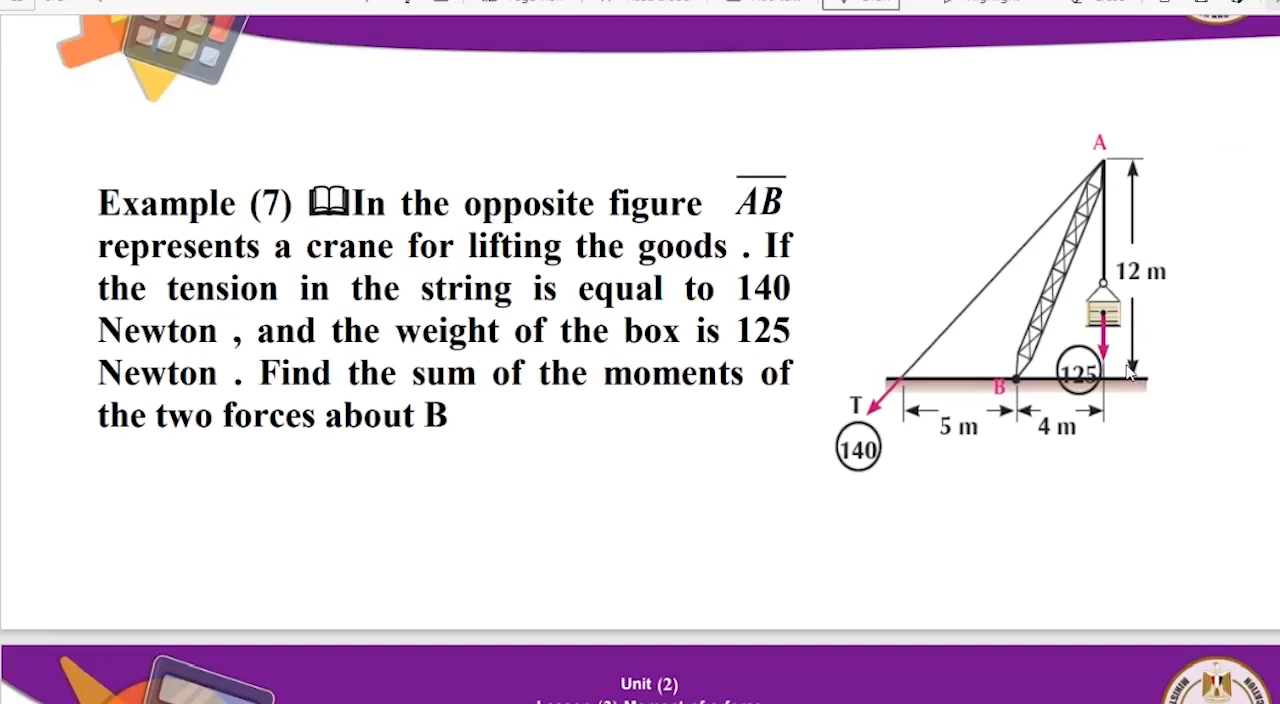 Example (7) In the opposite figure AB
represents a crane for lifting the goods . If
the tension in the string is equal to 140
Newton , and the weight of the box is 125
Newton . Find the sum of the moments of
the two forces about B
A
12 m
125
B
T
5 m
4 m
140
Unit (2)